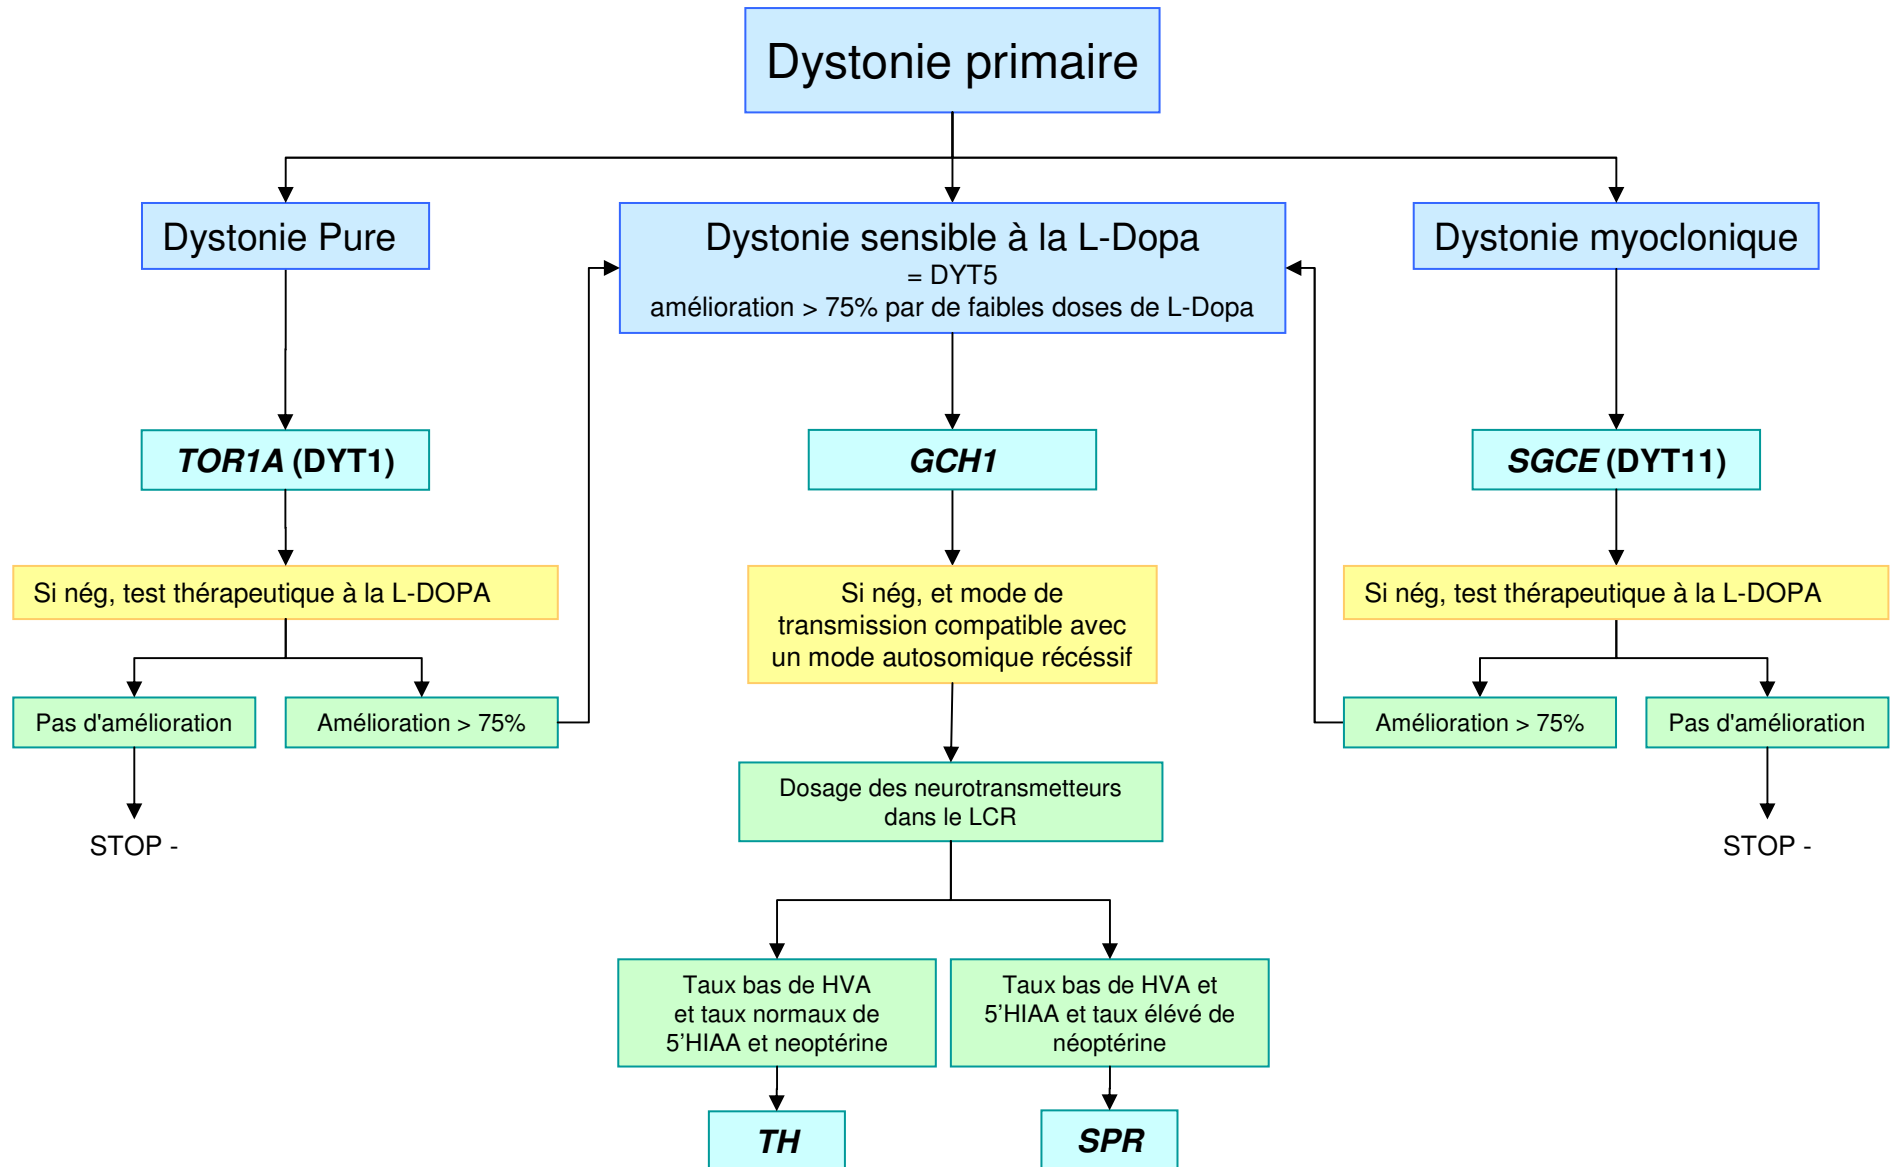 Dystonie primaire
Dystonie Pure
Dystonie sensible à la L-Dopa
= DYT5
amélioration > 75% par de faibles doses de L-Dopa
Dystonie myoclonique
TOR1A (DYT1)
GCH1
SGCE (DYT11)
Si nég, test thérapeutique à la L-DOPA
Si nég, et mode de
transmission compatible avec
un mode autosomique récéssif
Si nég, test thérapeutique à la L-DOPA
Pas d'amélioration
Amélioration > 75%
Amélioration > 75%
Pas d'amélioration
Dosage des neurotransmetteurs
dans le LCR
STOP -
STOP -
Taux bas de HVA
et taux normaux de
5'HIAA et neoptérine
Taux bas de HVA et
5'HIAA et taux élévé de
néoptérine
TH
SPR